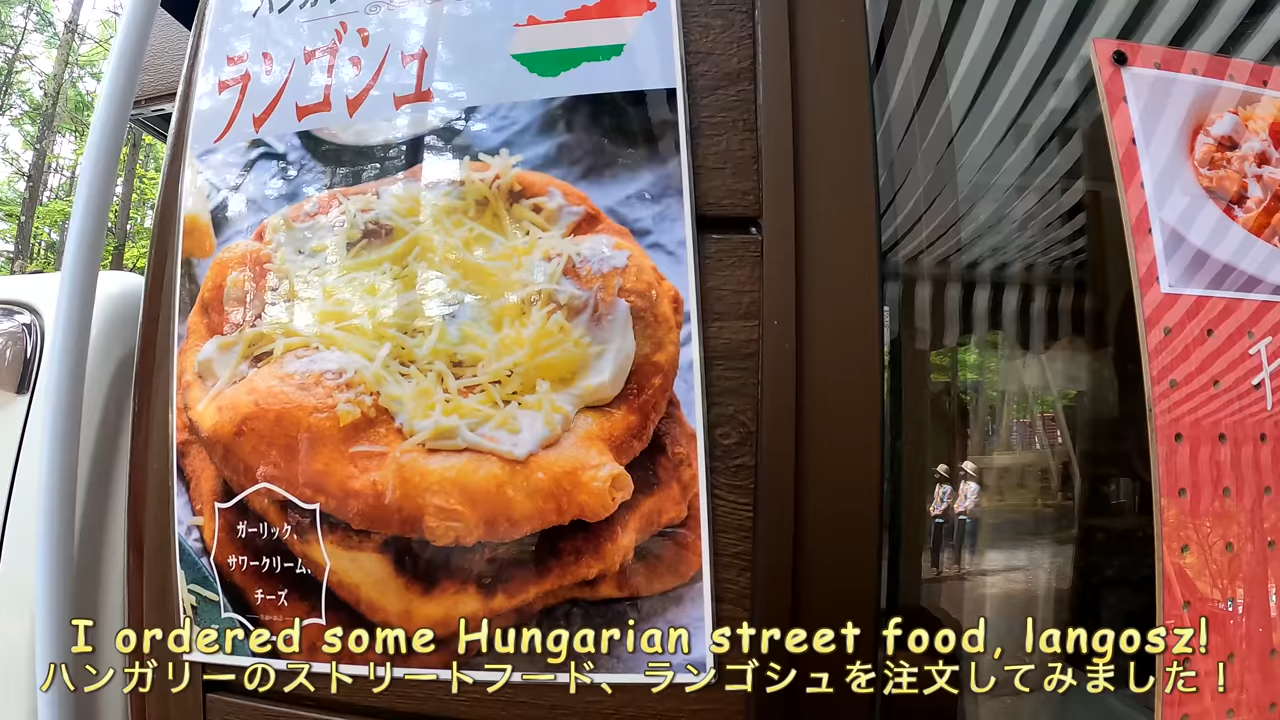 ランゴシュ
ガーリック、
サワークリーム、
チーズ
I ordered some Hungarian street food, langosz!
ハンガリーのストリートフード、ランゴシュを注文してみました！